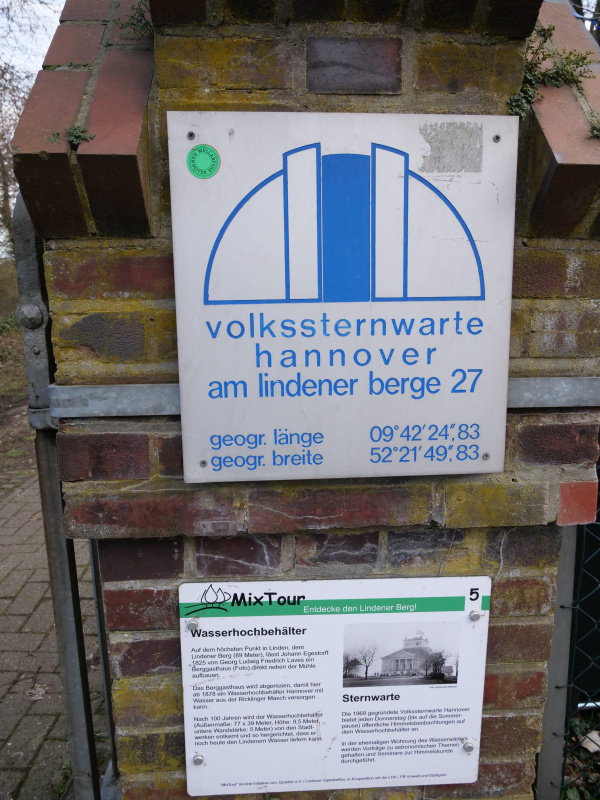 volkssternwarte
hannover
am lindener berge 27
geogr. länge 09°42'24",83
geogr. breite 52°21'49",83
MixTour
Entdecke den Lindener Berg!
5
Wasserhochbehälter
Auf dem höchsten Punkt in Linden, dem
Lindener Berg (89 Meter), lässt Johann Egestorff
1825 von Georg Ludwig Friedrich Laves ein
Berggasthaus (Foto) direkt neben der Mühle
aufbauen.
Das Berggasthaus wird abgerissen, damit hier
ab 1878 ein Wasserhochbehälter Hannover mit
Wasser aus der Ricklinger Masch versorgen
kann.
Nach 100 Jahren wird der Wasserhochbehälter
(Außenmaße: 77 x 39 Meter, Höhe: 9,5 Meter,
untere Wandstärke: 5 Meter) von den Stadt-
werken entkernt und so hergerichtet, dass er
noch heute den Lindenern Wasser liefern kann.
Sternwarte
Die 1968 gegründete Volkssternwarte Hannover
bietet jeden Donnerstag (bis auf die Sommer-
pause) öffentliche Himmelsbeobachtungen auf
dem Wasserhochbehälter an.
In der ehemaligen Wohnung des Wasserwärters
werden Vorträge zu astronomischen Themen
gehalten und Seminare zur Himmelskunde
durchgeführt.